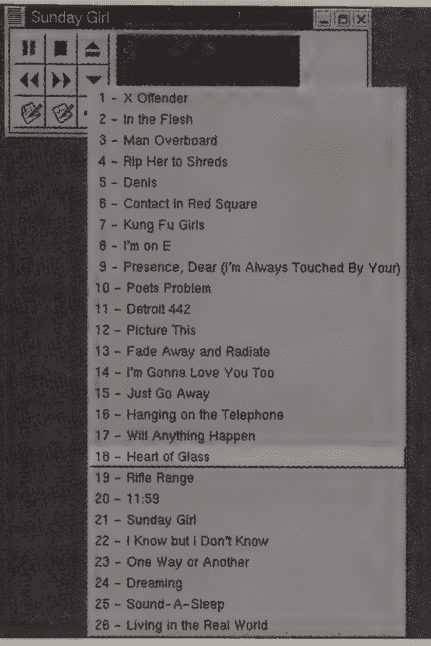 Sunday Girl
1 - X Offender
2 - In the Flesh
3 - Man Overboard
4 - Rip Her to Shreds
5 - Denis
6 - Contact in Red Square
7 - Kung Fu Girls
8 - I'm on E
9 - Presence, Dear (I'm Always Touched By Your)
10 - Poets Problem
11 - Detroit 442
12 - Picture This
13 - Fade Away and Radiate
14 - I'm Gonna Love You Too
15 - Just Go Away
16 - Hanging on the Telephone
17 - Will Anything Happen
18 - Heart of Glass
19 - Rifle Range
20 - 11:59
21 - Sunday Girl
22 - I Know but I Don't Know
23 - One Way or Another
24 - Dreaming
25 - Sound-A-Sleep
26 - Living in the Real World